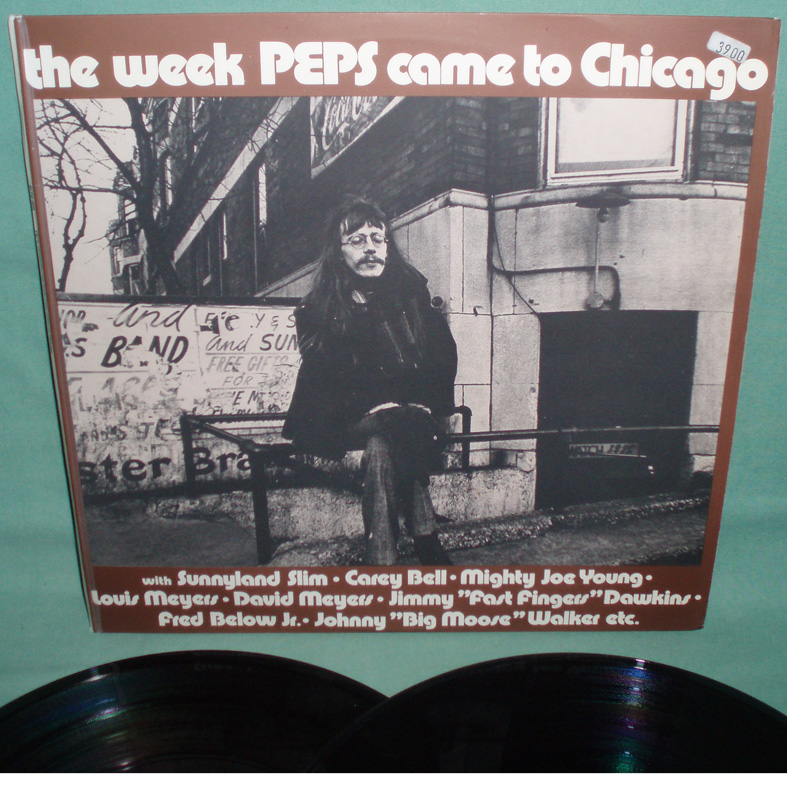 the week PEPS came to Chicago
3900
and
BAND
and SUN
FREE GIFTS
FOR
ster Bra
with Sunnyland Slim · Carey Bell · Mighty Joe Young ·
Louis Meyers · David Meyers · Jimmy "Fast Fingers" Dawkins ·
Fred Below Jr. · Johnny "Big Moose" Walker etc.